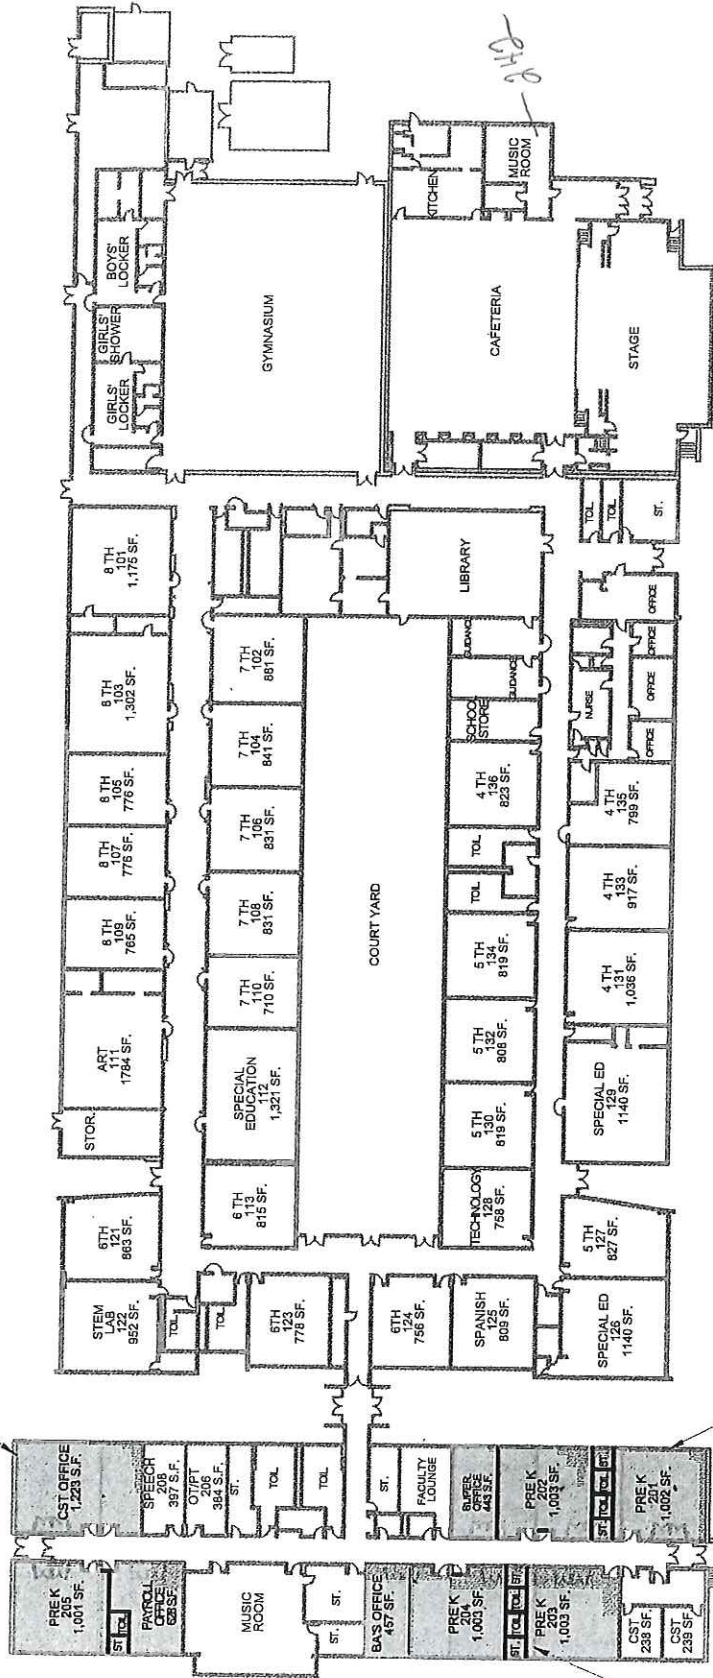 BOYS'
LOCKER
GIRLS'
SHOWER
GIRLS'
LOCKER
GYMNASIUM
KITCHEN
MUSIC
ROOM
CAFETERIA
STAGE
8 TH
101
1,175 SF.
8 TH
103
1,302 SF.
8 TH
105
8 TH
107
776 SF.
8 TH
109
765 SF.
ART
111
1784 SF.
STOR.
7 TH
102
881 SF.
7 TH
104
841 SF.
7 TH
106
831 SF.
7 TH
108
831 SF.
7 TH
110
710 SF.
SPECIAL
EDUCATION
112
1,321 SF.
6 TH
113
815 SF.
COURT YARD
LIBRARY
GUIDANCE
GUIDANCE
SCHOOL
STORE
4 TH
136
823 SF.
TOIL
TOIL
5 TH
134
819 SF.
5 TH
132
5 TH
130
819 SF.
TECHNOLOGY
128
758 SF.
TOIL
TOIL
ST.
OFFICE
OFFICE
OFFICE
OFFICE
NURSE
4 TH
135
799 SF.
4 TH
133
917 SF.
4 TH
131
1,036 SF.
SPECIAL ED
129
1140 SF.
6TH
121
863 SF.
STEM
LAB
122
952 SF.
TOIL
TOIL
6TH
123
778 SF.
6TH
124
756 SF.
SPANISH
125
809 SF.
5 TH
127
827 SF.
SPECIAL ED
126
1140 SF.
CST OFFICE
1,223 S.F.
SPEECH
208
397 S.F.
OT/PT
206
384 S.F.
ST.
TOIL
TOIL
ST.
FACULTY
LOUNGE
OFFICE
443 S.F.
PRE K
202
1,003 SF.
ST.
TOIL
TOIL
ST.
PRE K
201
1,002 SF.
PRE K
205
1,001 SF.
ST.
TOIL
PAYROLL
OFFICE
628 S.F.
MUSIC
ROOM
ST.
ST.
BA'S OFFICE
457 SF.
PRE K
204
1,003 SF.
ST.
TOIL
TOIL
ST.
PRE K
203
1,003 SF.
CST
238 SF.
CST
239 SF.